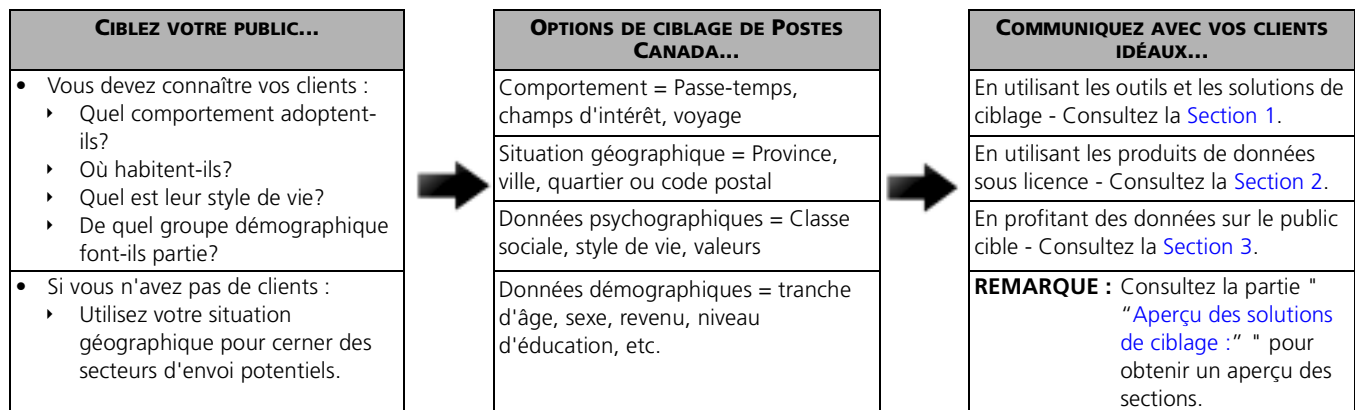 CIBLEZ VOTRE PUBLIC...
• Vous devez connaître vos clients :
‣ Quel comportement adoptent-
ils?
‣ Où habitent-ils?
‣ Quel est leur style de vie?
‣ De quel groupe démographique
font-ils partie?
• Si vous n'avez pas de clients :
‣ Utilisez votre situation
géographique pour cerner des
secteurs d'envoi potentiels.
OPTIONS DE CIBLAGE DE POSTES
CANADA...
Comportement = Passe-temps,
champs d'intérêt, voyage
Situation géographique = Province,
ville, quartier ou code postal
Données psychographiques = Classe
sociale, style de vie, valeurs
Données démographiques = tranche
d'âge, sexe, revenu, niveau
d'éducation, etc.
COMMUNIQUEZ AVEC VOS CLIENTS
IDÉAUX...
En utilisant les outils et les solutions de
ciblage - Consultez la Section 1.
En utilisant les produits de données
sous licence - Consultez la Section 2.
En profitant des données sur le public
cible - Consultez la Section 3.
REMARQUE : Consultez la partie "
“Aperçu des solutions
de ciblage :” " pour
obtenir un aperçu des
sections.